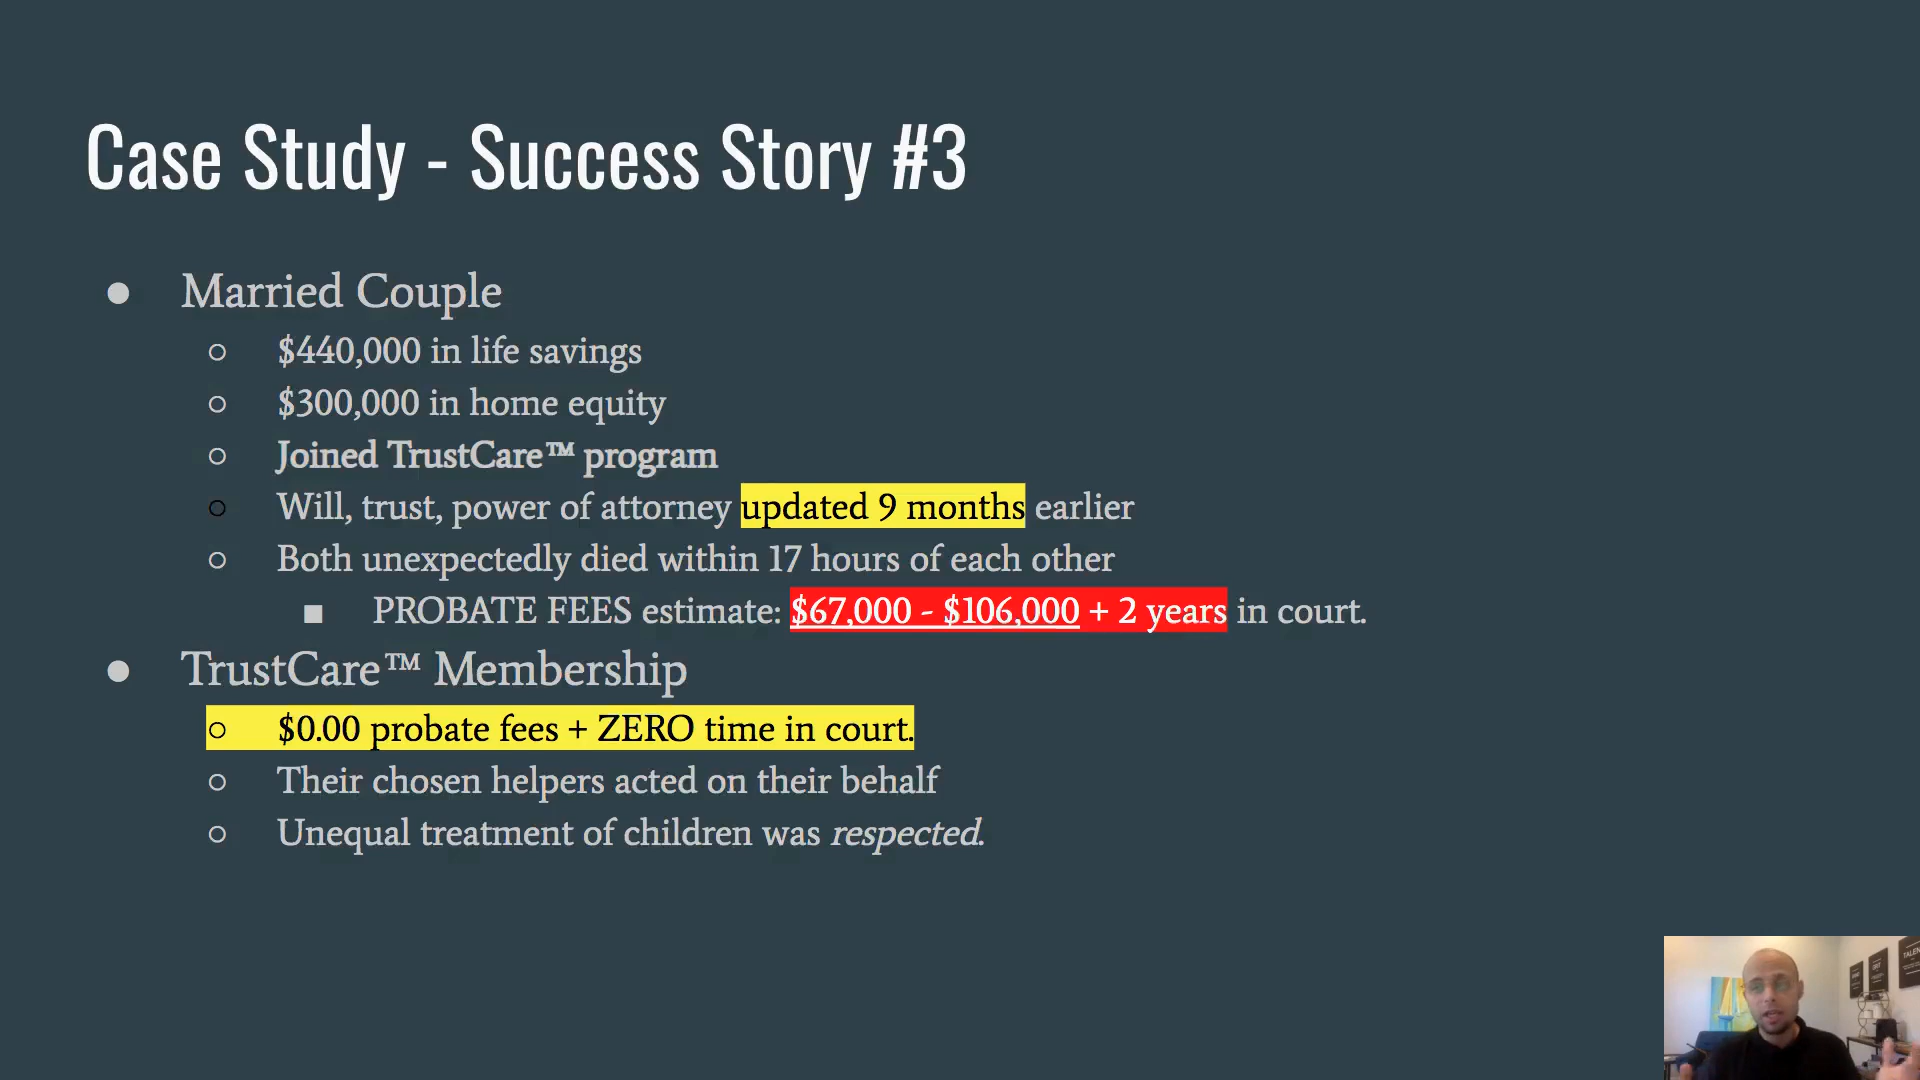 Case Study - Success Story #3
● Married Couple
○ $440,000 in life savings
○ $300,000 in home equity
○ Joined TrustCare™ program
○ Will, trust, power of attorney updated 9 months earlier
○ Both unexpectedly died within 17 hours of each other
■ PROBATE FEES estimate: $67,000 - $106,000 + 2 years in court.
● TrustCare™ Membership
○ $0.00 probate fees + ZERO time in court.
○ Their chosen helpers acted on their behalf
○ Unequal treatment of children was respected.